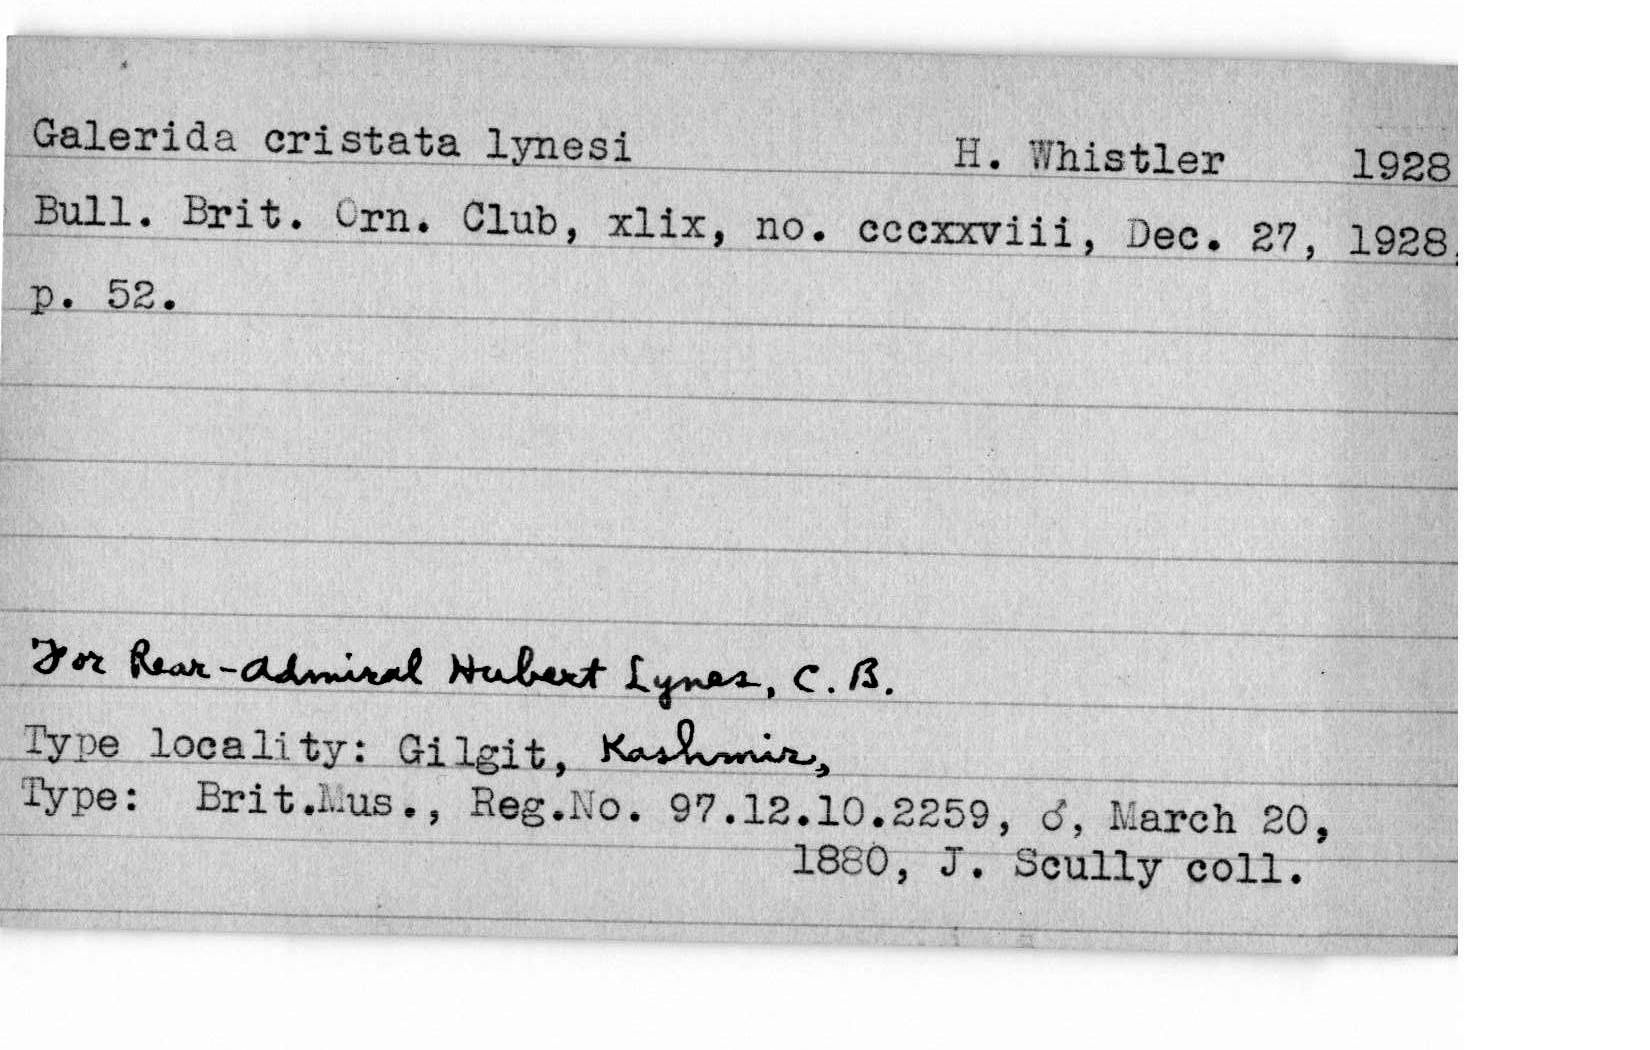 Galerida cristata lynesi H. Whistler 1928
Bull. Brit. Orn. Club, xlix, no. cccxxviii, Dec. 27, 1928,
p. 52.
For Rear-Admiral Hubert Lynes, C.B.
Type locality: Gilgit, Kashmir,
Type: Brit.Mus., Reg.No. 97.12.10.2259, ♂, March 20,
1880, J. Scully coll.